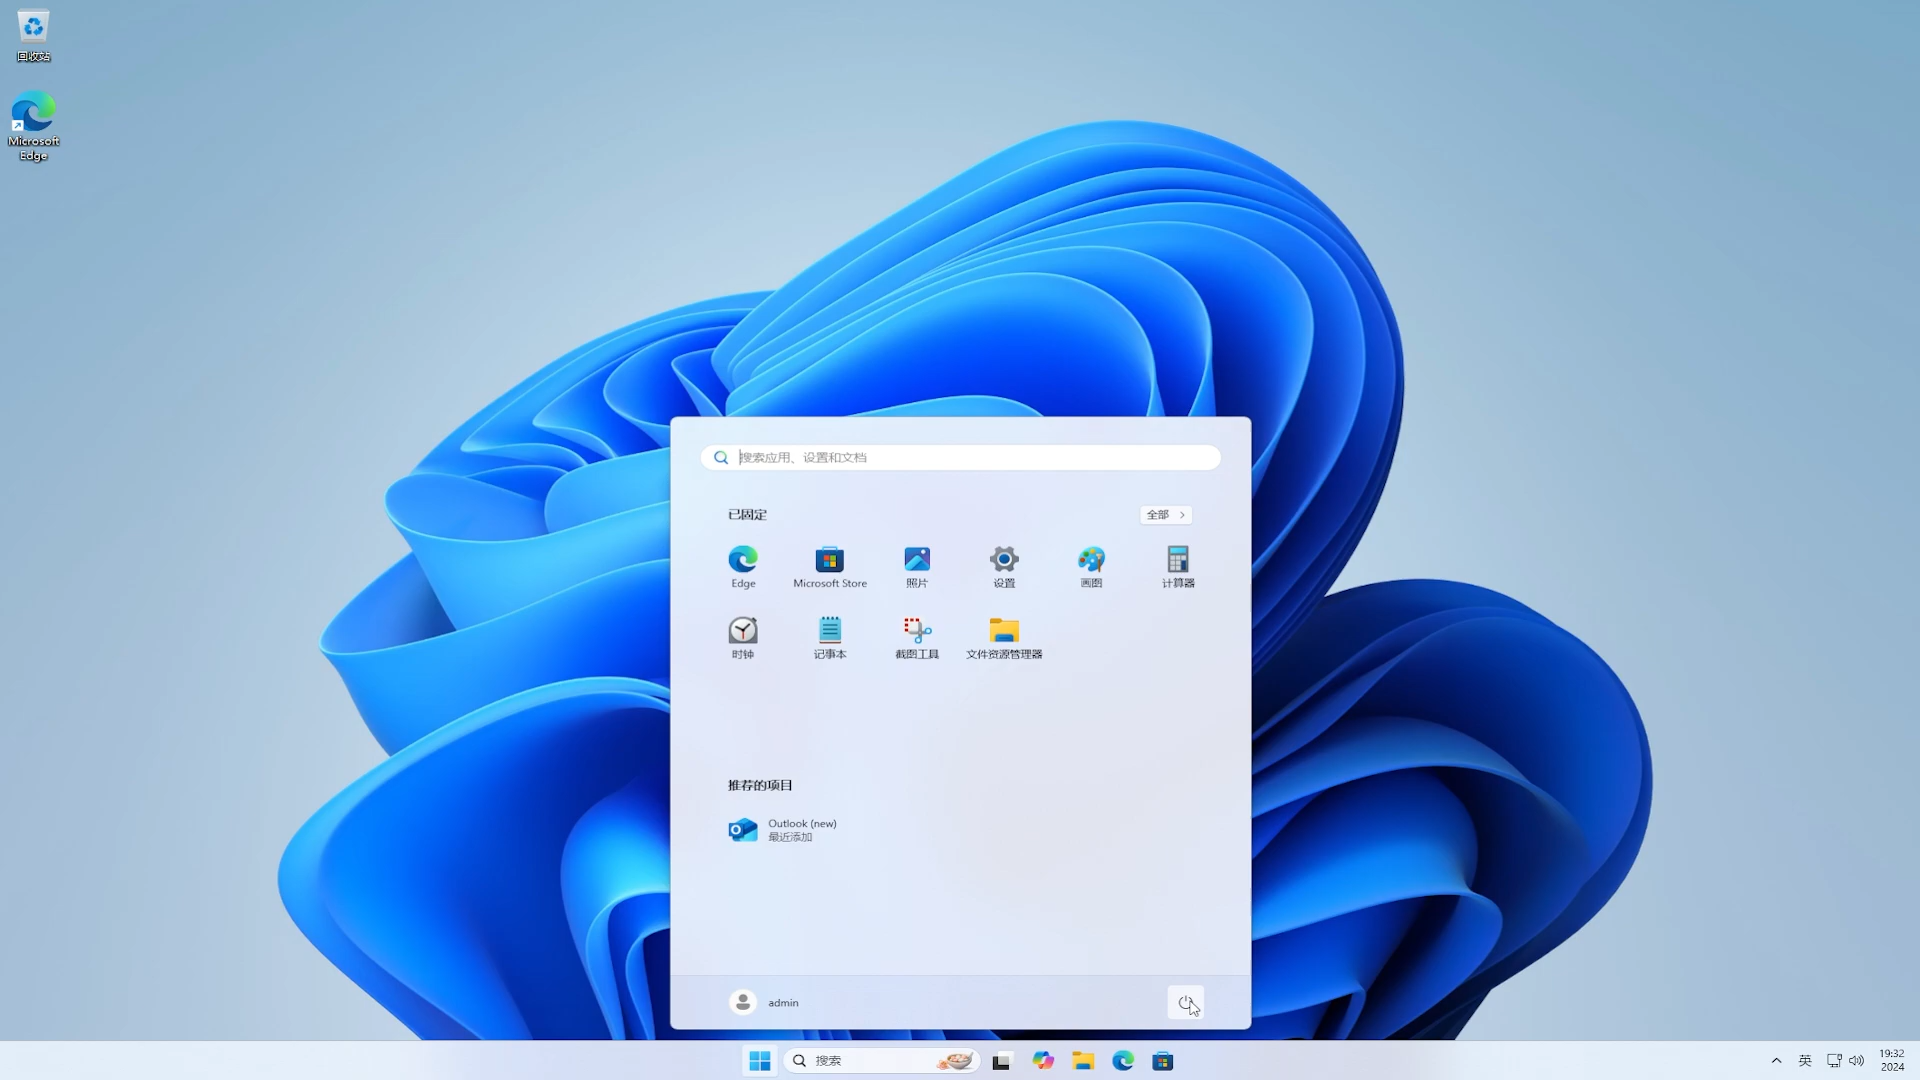 回收站
Microsoft
Edge
搜索应用、设置和文档
已固定
全部
Edge
Microsoft Store
照片
设置
画图
计算器
时钟
记事本
截图工具
文件资源管理器
推荐的项目
Outlook (new)
最近添加
admin
搜索
英
19:32
2024